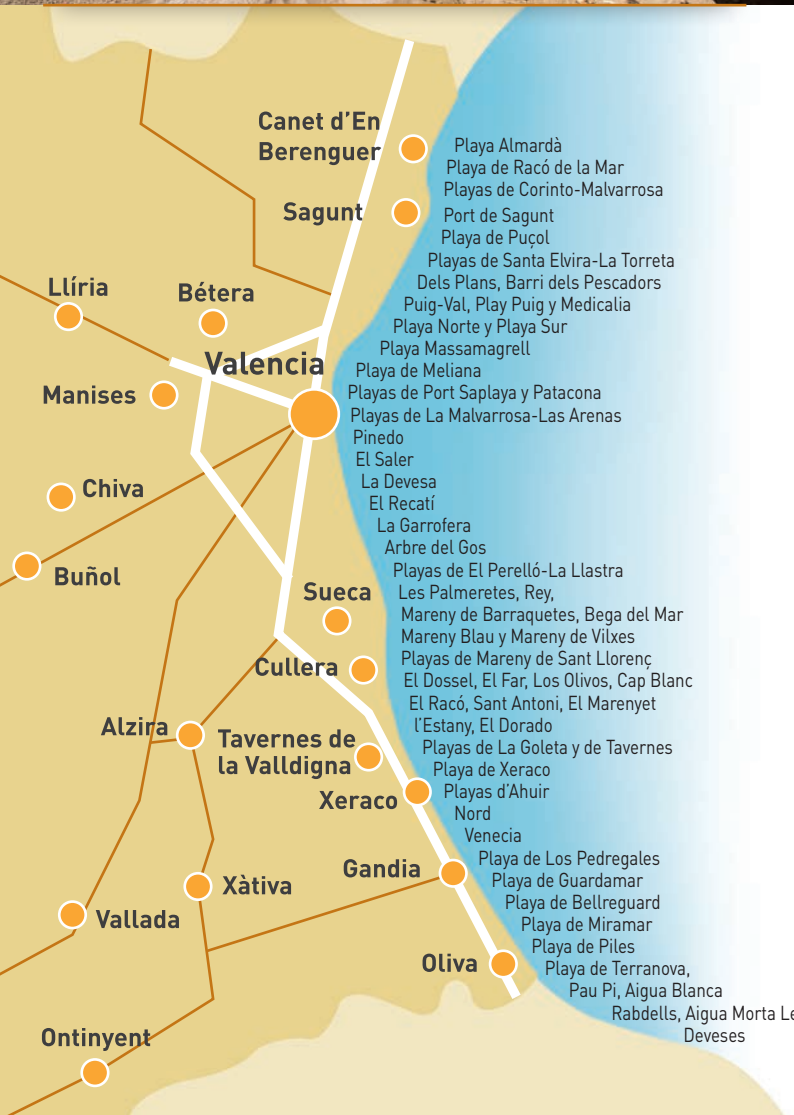 Canet d’En
Berenguer
Sagunt
Llíria
Bétera
Valencia
Manises
Chiva
Buñol
Sueca
Cullera
Alzira
Tavernes de
la Valldigna
Xeraco
Gandia
Xàtiva
Vallada
Oliva
Ontinyent
Playa Almardà
Playa de Racó de la Mar
Playas de Corinto-Malvarrosa
Port de Sagunt
Playa de Puçol
Playas de Santa Elvira-La Torreta
Dels Plans, Barri dels Pescadors
Puig-Val, Play Puig y Medicalia
Playa Norte y Playa Sur
Playa Massamagrell
Playa de Meliana
Playas de Port Saplaya y Patacona
Playas de La Malvarrosa-Las Arenas
Pinedo
El Saler
La Devesa
El Recatí
La Garrofera
Arbre del Gos
Playas de El Perelló-La Llastra
Les Palmeretes, Rey,
Mareny de Barraquetes, Bega del Mar
Mareny Blau y Mareny de Vilxes
Playas de Mareny de Sant Llorenç
El Dossel, El Far, Los Olivos, Cap Blanc
El Racó, Sant Antoni, El Marenyet
l’Estany, El Dorado
Playas de La Goleta y de Tavernes
Playa de Xeraco
Playas d’Ahuir
Nord
Venecia
Playa de Los Pedregales
Playa de Guardamar
Playa de Bellreguard
Playa de Miramar
Playa de Piles
Playa de Terranova,
Pau Pi, Aigua Blanca
Rabdells, Aigua Morta Le
Deveses